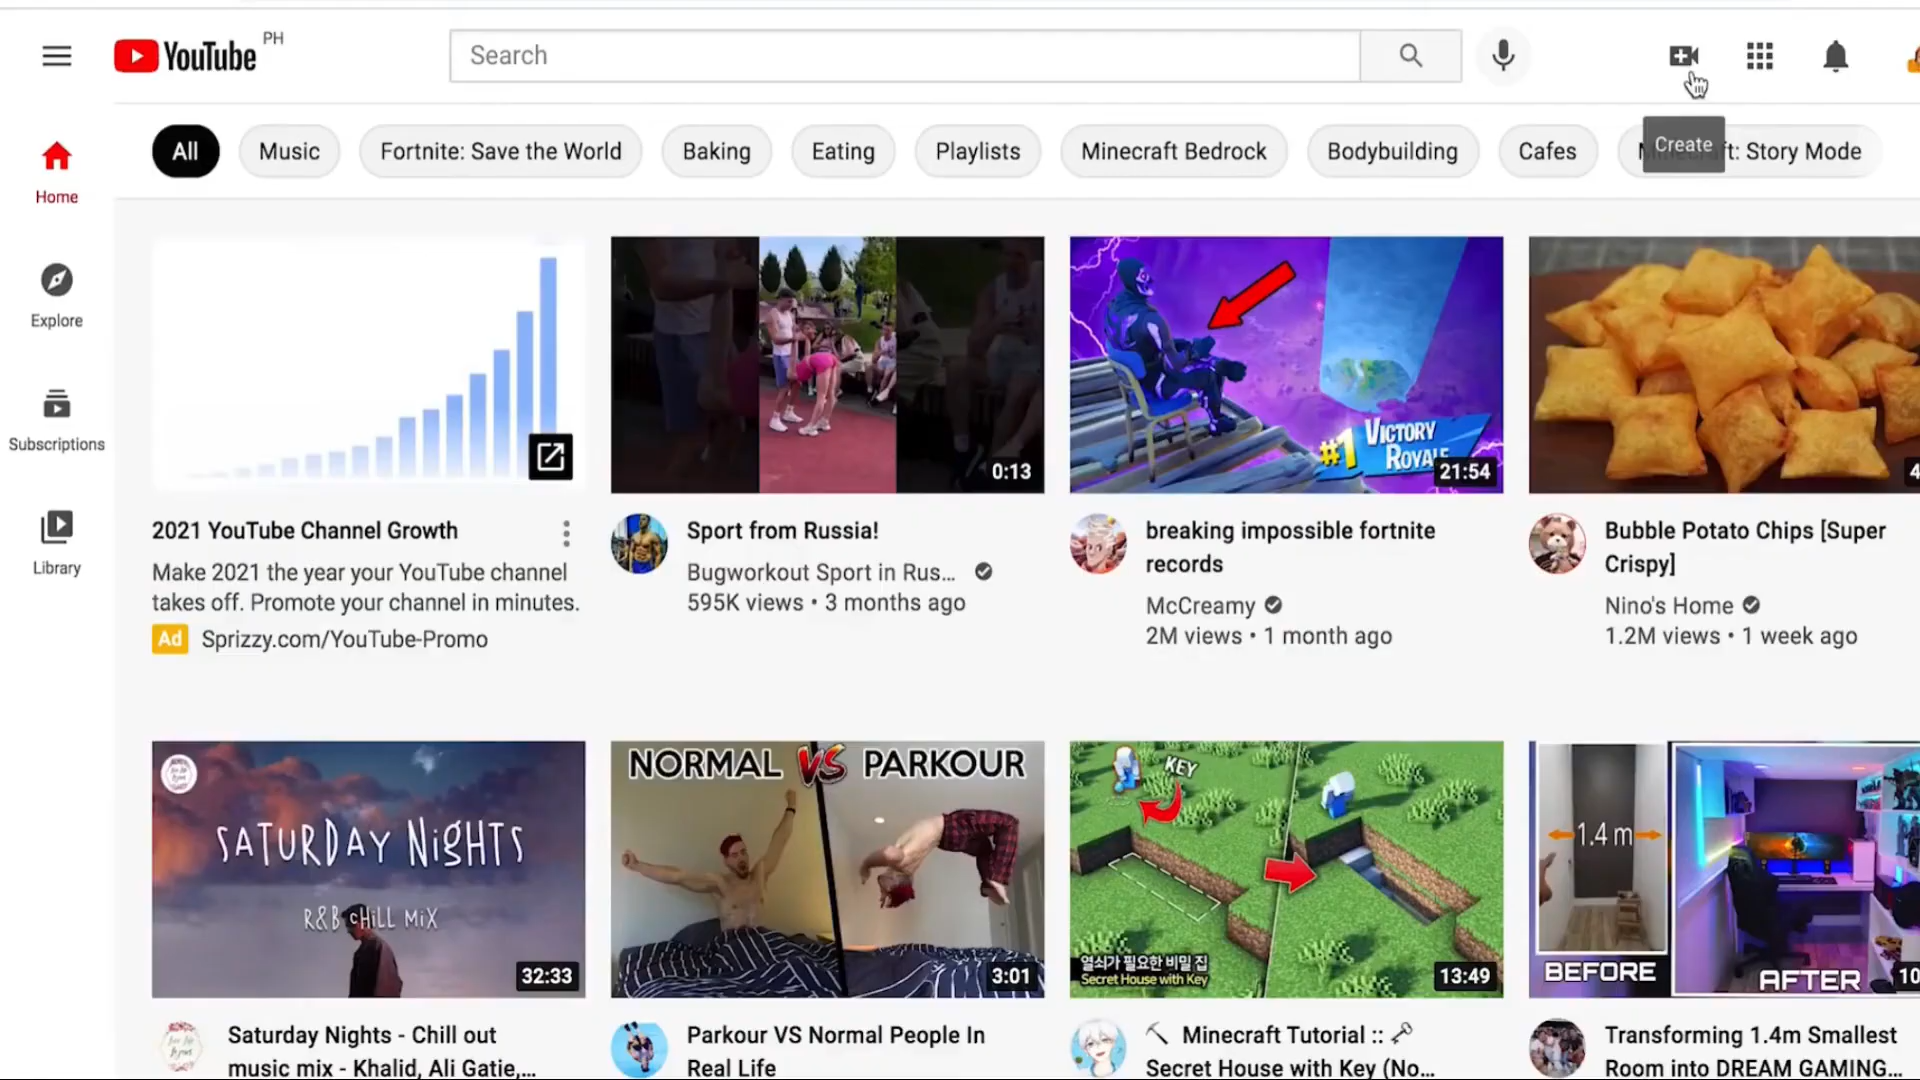 YouTube PH
Search
Create
All
Music
Fortnite: Save the World
Baking
Eating
Playlists
Minecraft Bedrock
Bodybuilding
Cafes
t: Story Mode
Home
Explore
Subscriptions
Library
0:13
#1 VICTORY
ROYALE
21:54
4
2021 YouTube Channel Growth
Make 2021 the year your YouTube channel
takes off. Promote your channel in minutes.
Ad Sprizzy.com/YouTube-Promo
Sport from Russia!
Bugworkout Sport in Rus...
595K views • 3 months ago
breaking impossible fortnite
records
McCreamy
2M views • 1 month ago
Bubble Potato Chips [Super
Crispy]
Nino's Home
1.2M views • 1 week ago
SATURDAY NiGHTS
R&B CHiLL MiX
32:33
NORMAL VS PARKOUR
3:01
KEY
열쇠가 필요한 비밀 집
Secret House with Key
13:49
1.4 m
BEFORE
AFTER
10
Saturday Nights - Chill out
music mix - Khalid, Ali Gatie,...
Parkour VS Normal People In
Real Life
Minecraft Tutorial ::
Secret House with Key (No...
Transforming 1.4m Smallest
Room into DREAM GAMING...